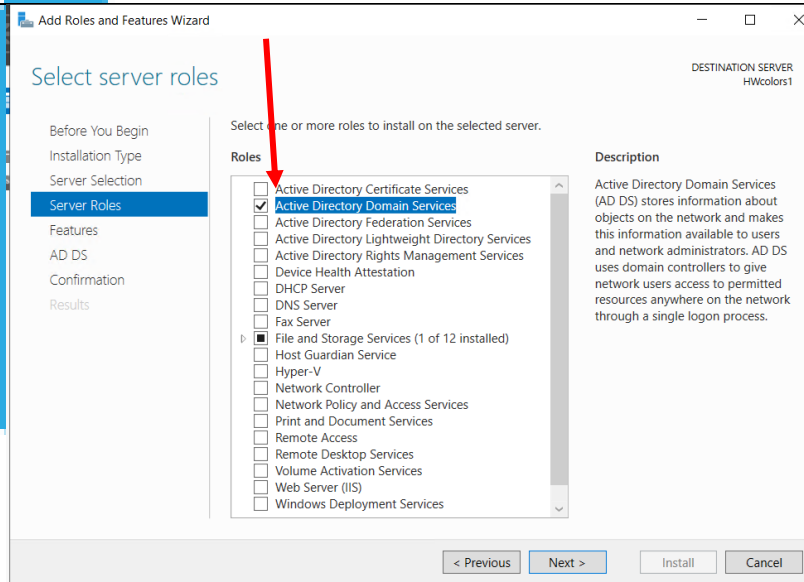 Add Roles and Features Wizard
Select server roles
DESTINATION SERVER
HWcolors1
Before You Begin
Installation Type
Server Selection
Server Roles
Features
AD DS
Confirmation
Results
Select one or more roles to install on the selected server.
Roles
Active Directory Certificate Services
Active Directory Domain Services
Active Directory Federation Services
Active Directory Lightweight Directory Services
Active Directory Rights Management Services
Device Health Attestation
DHCP Server
DNS Server
Fax Server
File and Storage Services (1 of 12 installed)
Host Guardian Service
Hyper-V
Network Controller
Network Policy and Access Services
Print and Document Services
Remote Access
Remote Desktop Services
Volume Activation Services
Web Server (IIS)
Windows Deployment Services
Description
Active Directory Domain Services
(AD DS) stores information about
objects on the network and makes
this information available to users
and network administrators. AD DS
uses domain controllers to give
network users access to permitted
resources anywhere on the network
through a single logon process.
< Previous
Next >
Install
Cancel